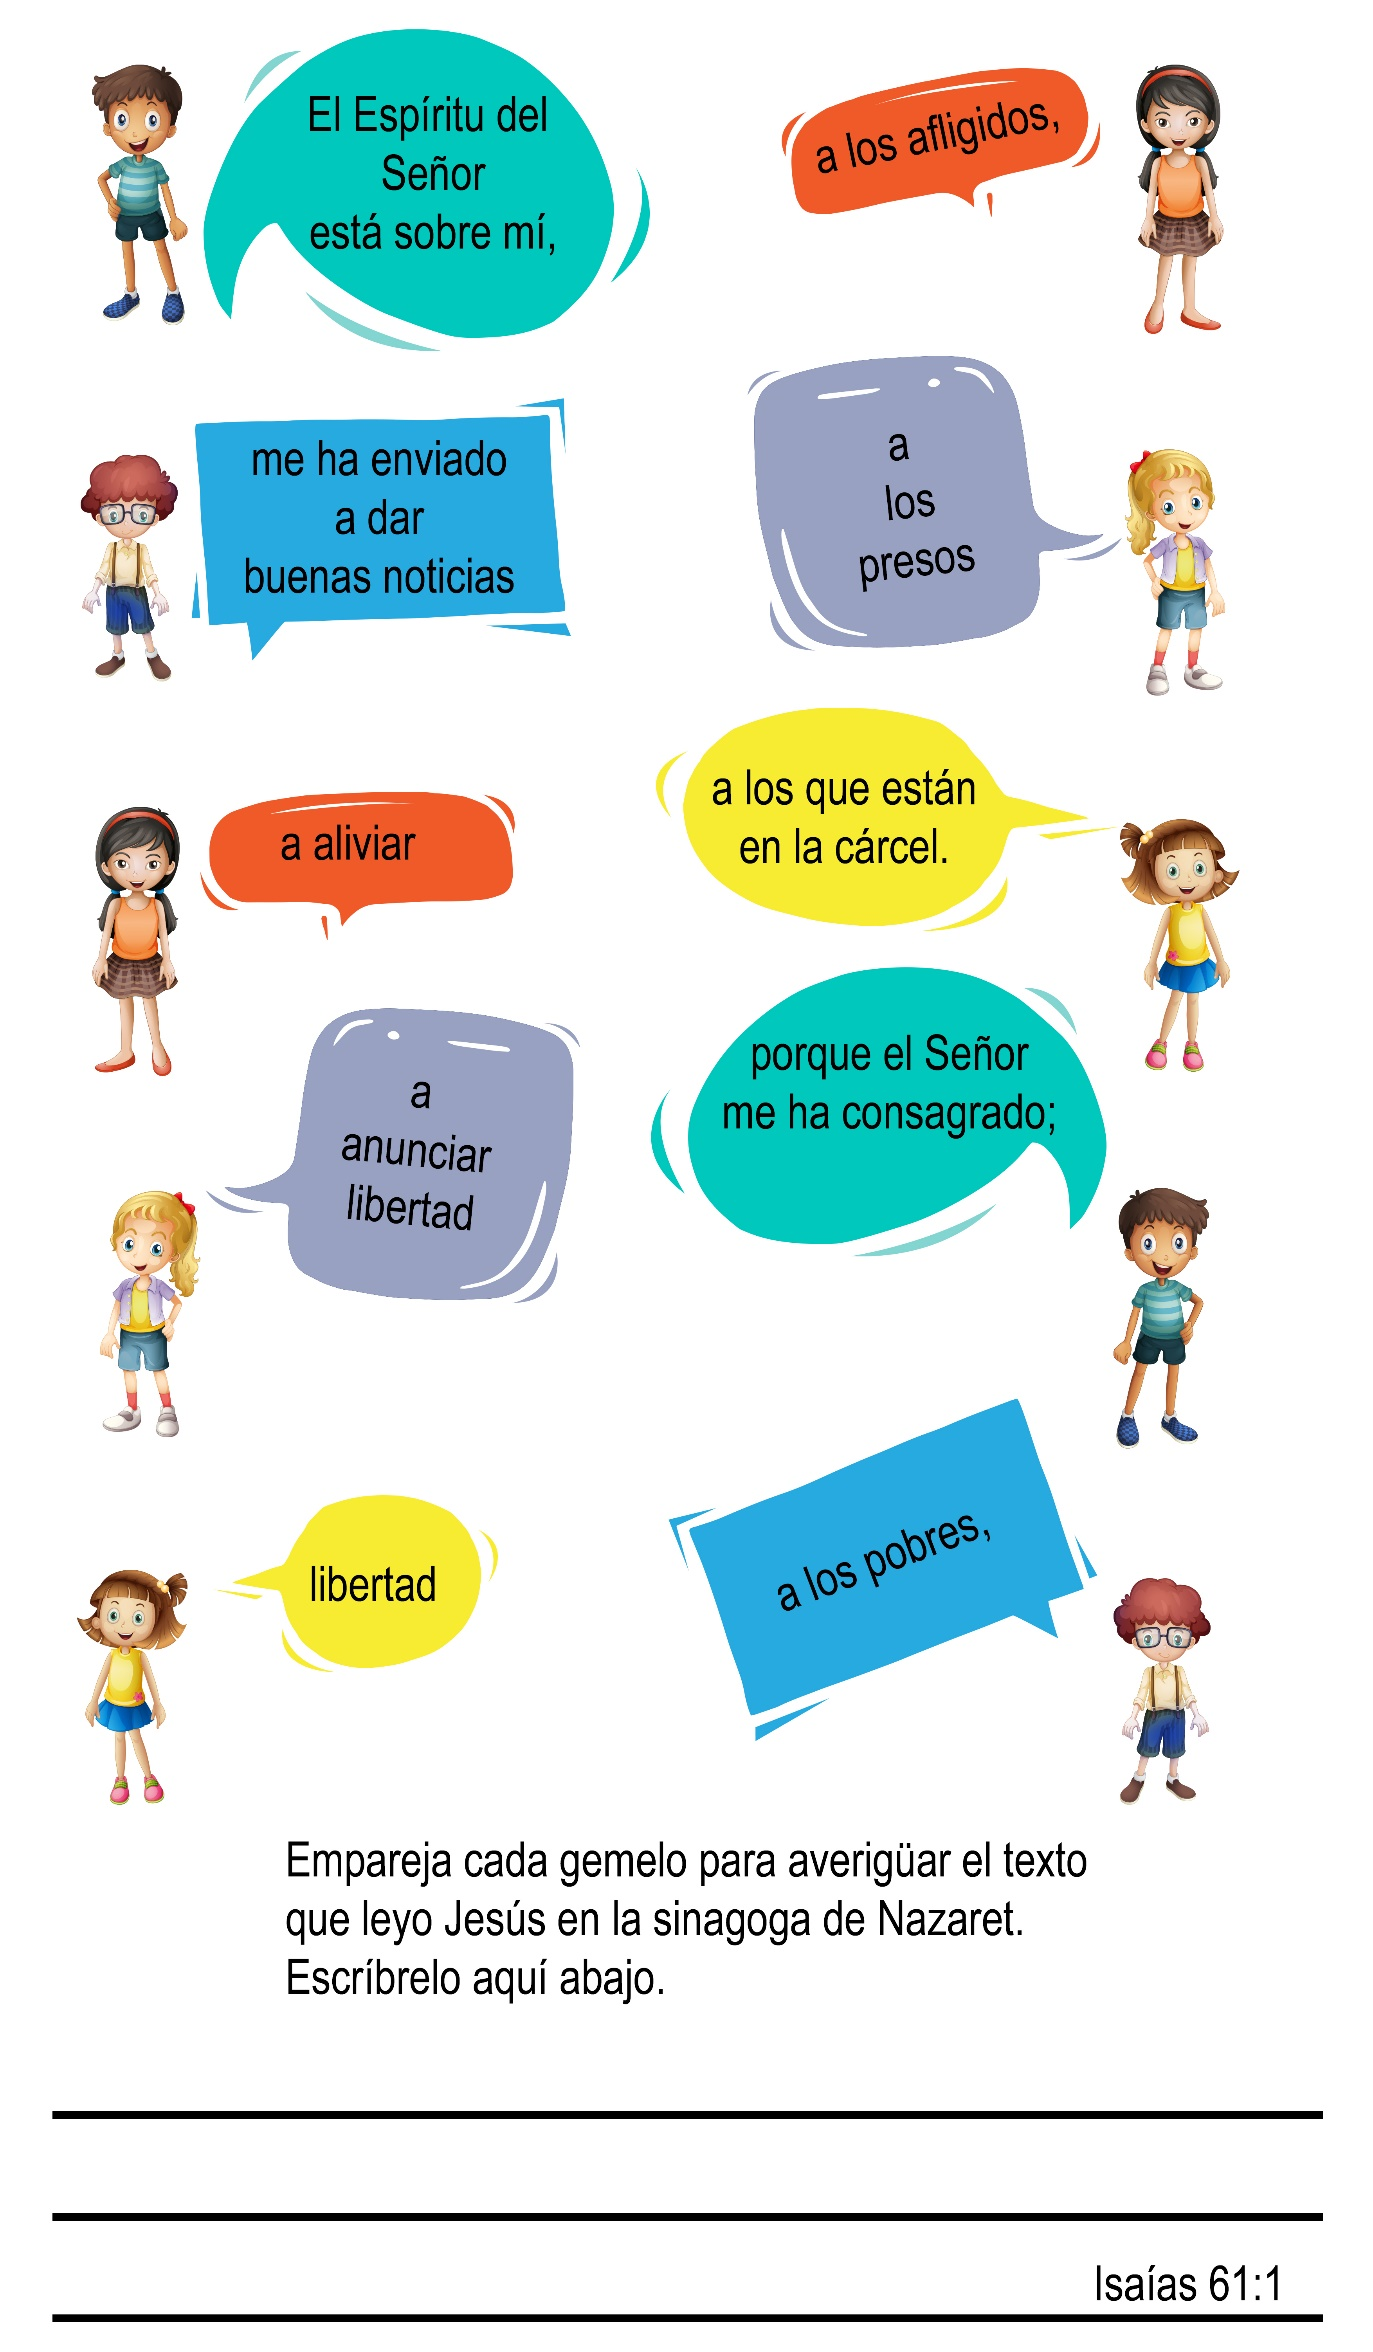 El Espíritu del
Señor
está sobre mí,
a los afligidos,
me ha enviado
a dar
buenas noticias
a
los
presos
a aliviar
a los que están
en la cárcel.
a
anunciar
libertad
porque el Señor
me ha consagrado;
libertad
a los pobres,
Empareja cada gemelo para averigüar el texto
que leyo Jesús en la sinagoga de Nazaret.
Escríbrelo aquí abajo.
Isaías 61:1